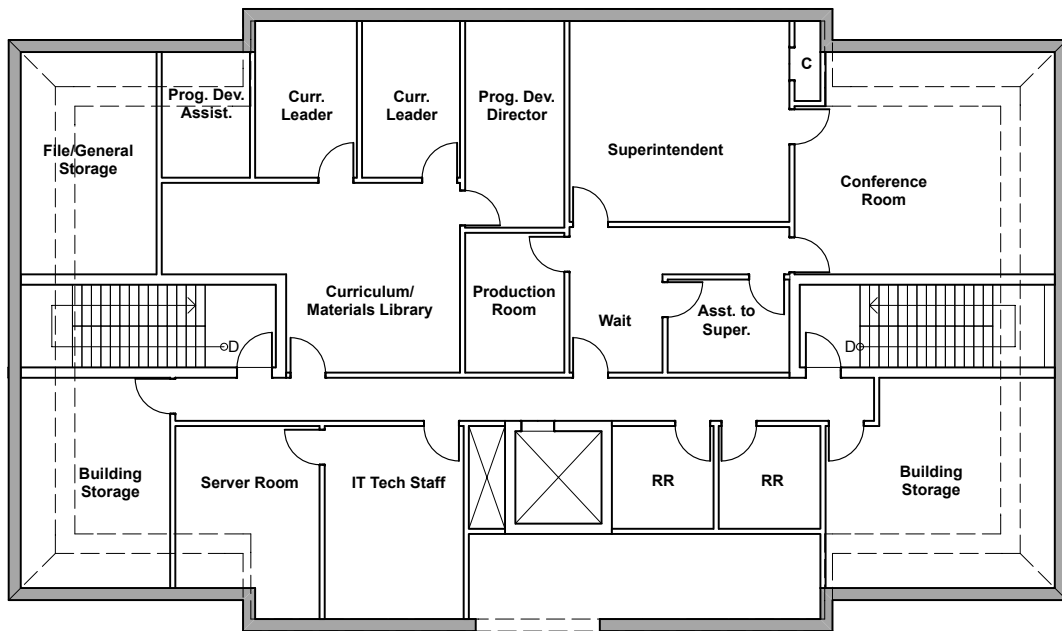 C
Prog. Dev.
Assist.
Curr.
Leader
Curr.
Leader
Prog. Dev.
Director
File/General
Storage
Superintendent
Conference
Room
Curriculum/
Materials Library
Production
Room
Wait
Asst. to
Super.
D
D
Building
Storage
Server Room
IT Tech Staff
RR
RR
Building
Storage